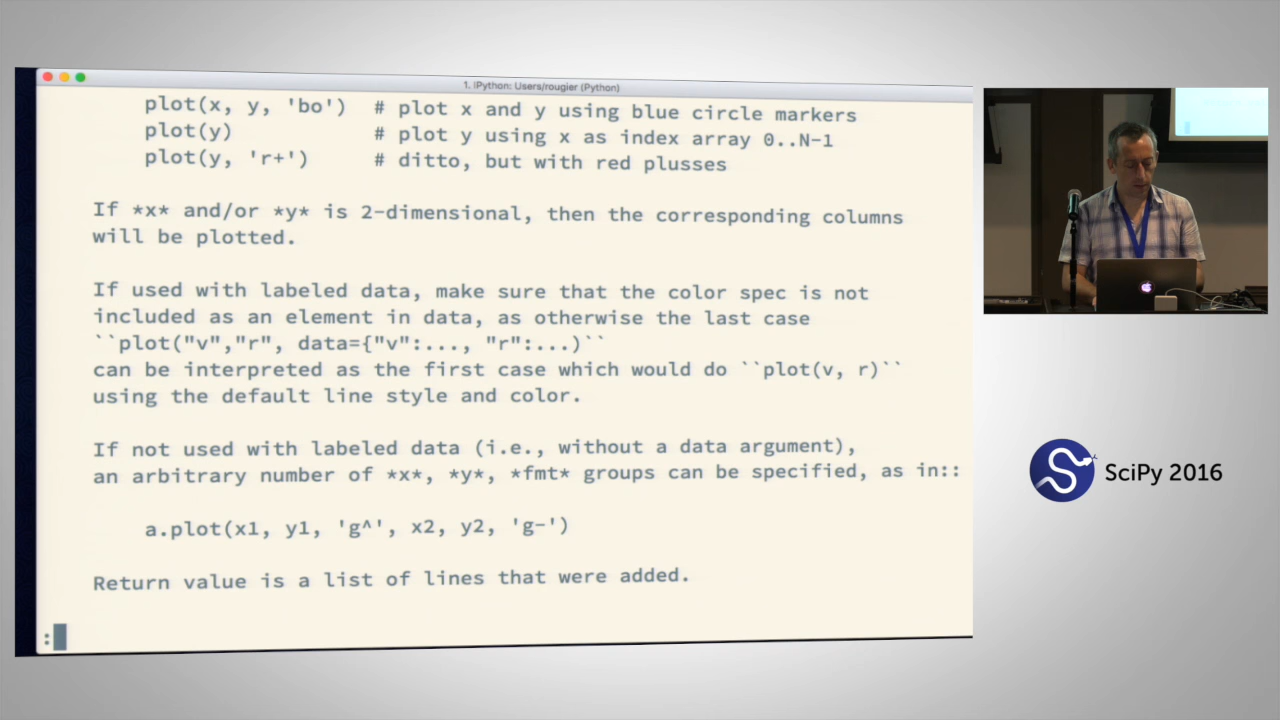 1. IPython: Users/rougier (Python)
plot(x, y, 'bo')  # plot x and y using blue circle markers
plot(y)           # plot y using x as index array 0..N-1
plot(y, 'r+')     # ditto, but with red plusses
If *x* and/or *y* is 2-dimensional, then the corresponding columns
will be plotted.
If used with labeled data, make sure that the color spec is not
included as an element in data, as otherwise the last case
``plot("v","r", data={"v":..., "r":...)``
can be interpreted as the first case which would do ``plot(v, r)``
using the default line style and color.
If not used with labeled data (i.e., without a data argument),
an arbitrary number of *x*, *y*, *fmt* groups can be specified, as in::
a.plot(x1, y1, 'g^', x2, y2, 'g-')
Return value is a list of lines that were added.
:
SciPy 2016